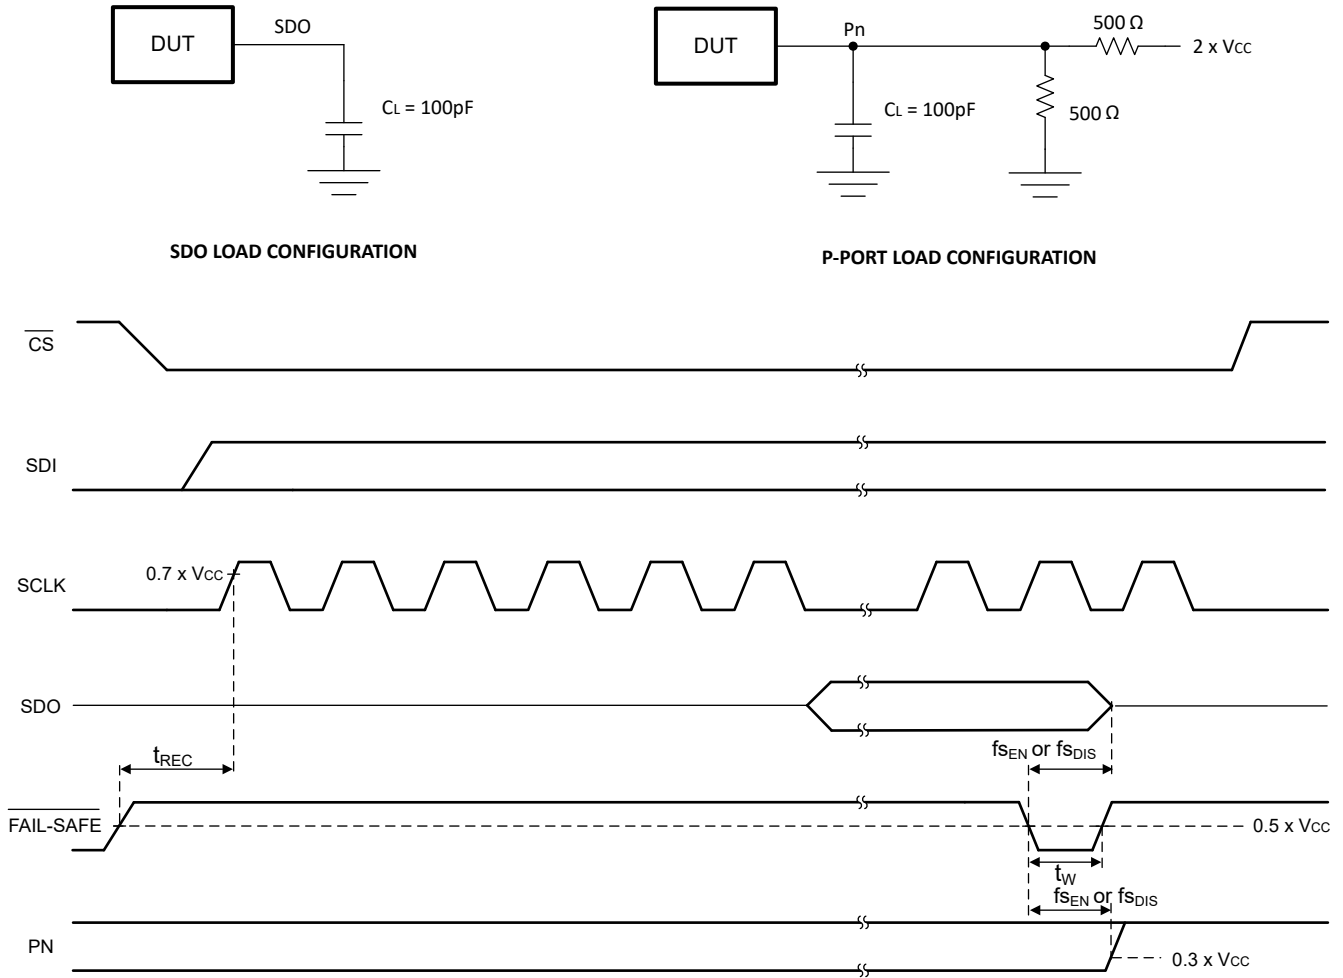 DUT
SDO
CL = 100pF
SDO LOAD CONFIGURATION
DUT
Pn
500 Ω
2 x VCC
CL = 100pF
500 Ω
P-PORT LOAD CONFIGURATION
CS
SDI
SCLK
0.7 x VCC
SDO
tREC
fsEN or fsDIS
FAIL-SAFE
0.5 x VCC
tW
fsEN or fsDIS
PN
0.3 x VCC